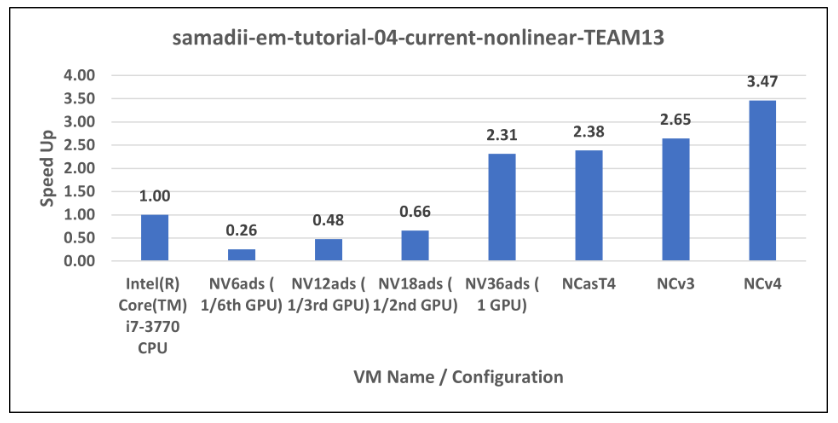 samadii-em-tutorial-04-current-nonlinear-TEAM13
Speed Up
4.00
3.50
3.00
2.50
2.00
1.50
1.00
0.50
0.00
1.00
0.26
0.48
0.66
2.31
2.38
2.65
3.47
Intel(R)
Core(TM)
i7-3770
CPU
NV6ads (
1/6th GPU)
NV12ads (
1/3rd GPU)
NV18ads (
1/2nd GPU)
NV36ads (
1 GPU)
NCasT4
NCv3
NCv4
VM Name / Configuration